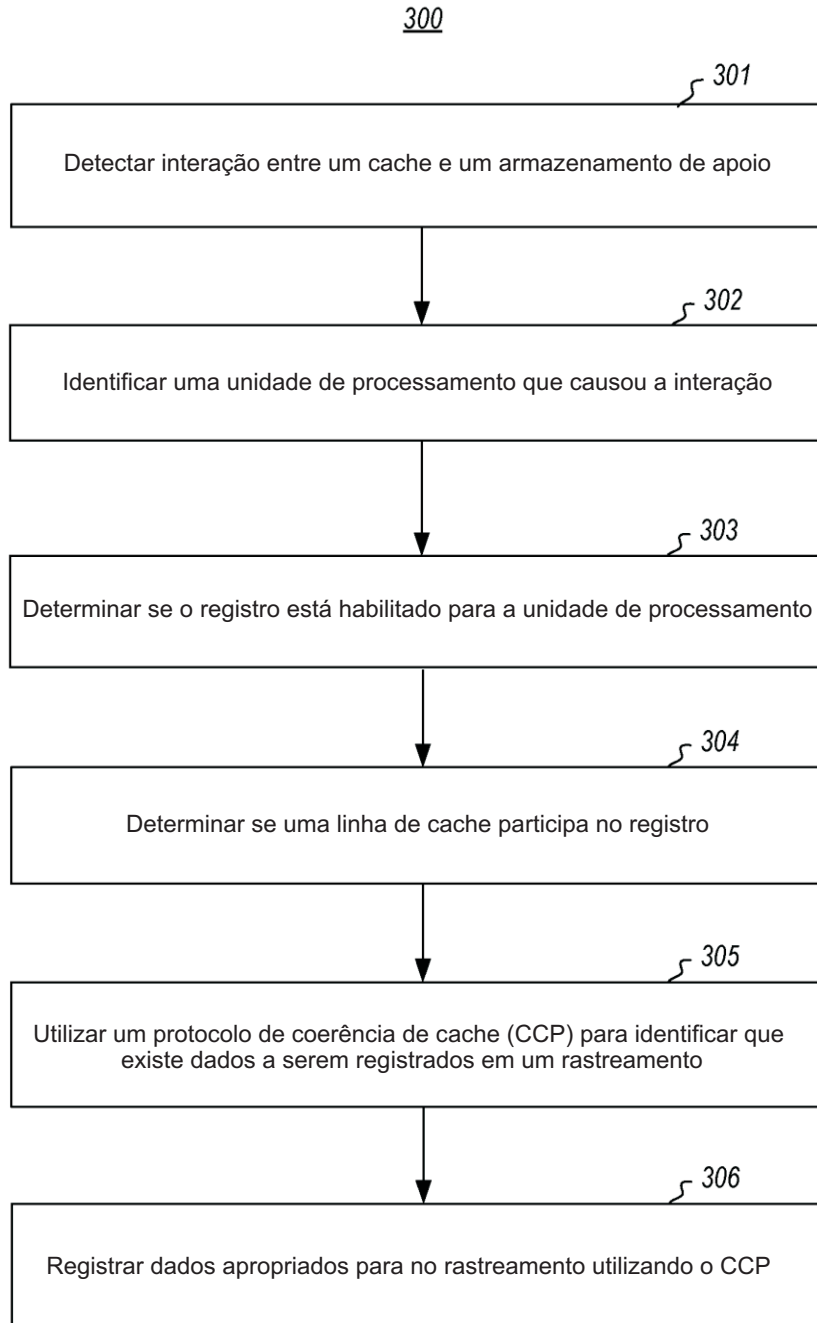 300
301
Detectar interação entre um cache e um armazenamento de apoio
302
Identificar uma unidade de processamento que causou a interação
303
Determinar se o registro está habilitado para a unidade de processamento
304
Determinar se uma linha de cache participa no registro
305
Utilizar um protocolo de coerência de cache (CCP) para identificar que
existe dados a serem registrados em um rastreamento
306
Registrar dados apropriados para no rastreamento utilizando o CCP